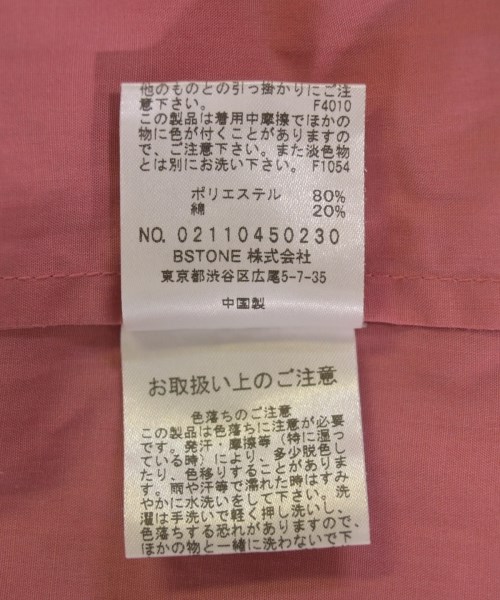 他のものとの引っ掛かりにご注
意下さい。 F4010
この製品は着用中摩擦でほかの
物に色が付くことがありますの
で、ご注意下さい。また淡色物
とは別にお洗い下さい。F1054
ポリエステル 80%
綿 20%
NO. 02110450230
BSTONE 株式会社
東京都渋谷区広尾5-7-35
中国製
お取扱い上のご注意
色落ちのご注意
この製品は色落ちに注意が必要
です。発汗・摩擦等（特に湿っ
ている時）により、多少脱色し
たり、色移りすることがありま
す。雨や汗等で濡れた時はすみ
やかに水洗いをして下さい。洗
濯は手洗いで軽く押し洗いし、
色落ちする恐れがありますので、
ほかの物と一緒に洗わないで下